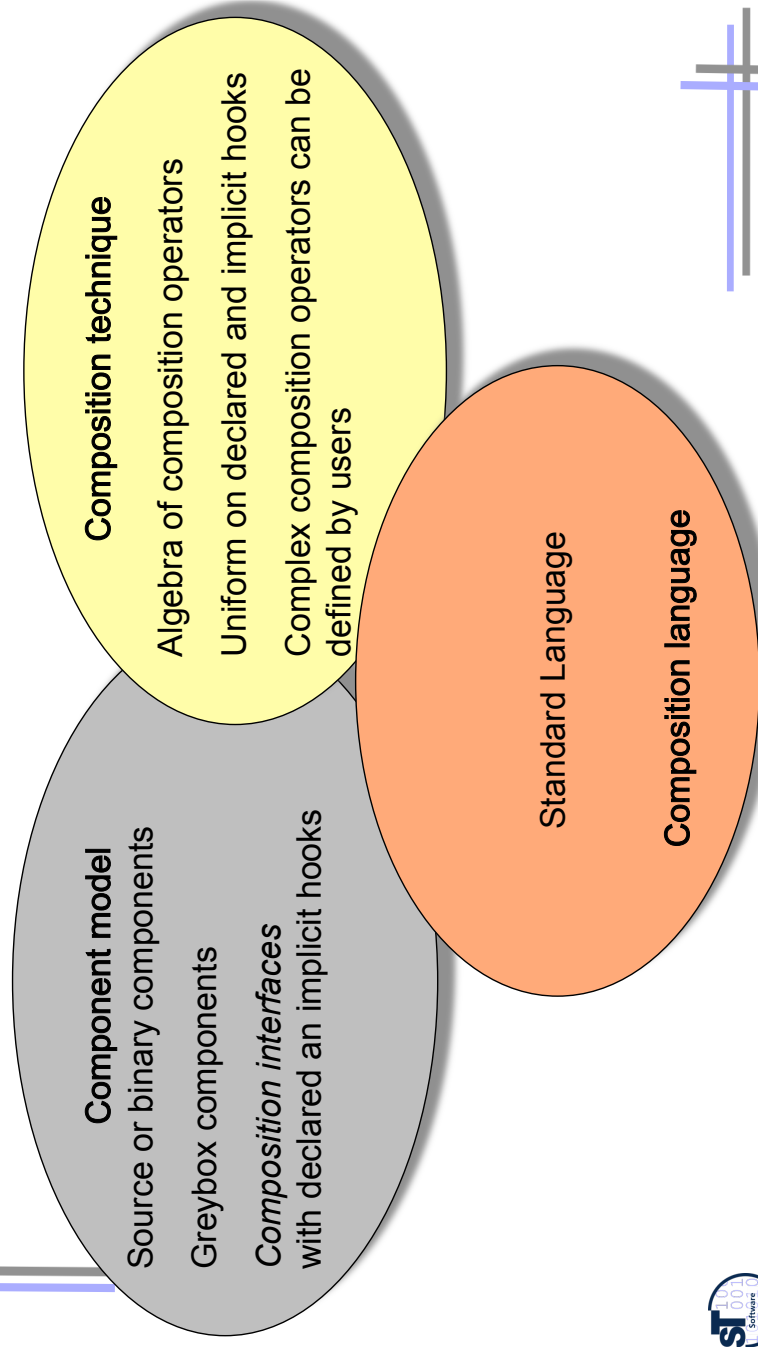 Component model
Source or binary components
Greybox components
Composition interfaces
with declared an implicit hooks
Composition technique
Algebra of composition operators
Uniform on declared and implicit hooks
Complex composition operators can be
defined by users
Standard Language
Composition language
ST
Software